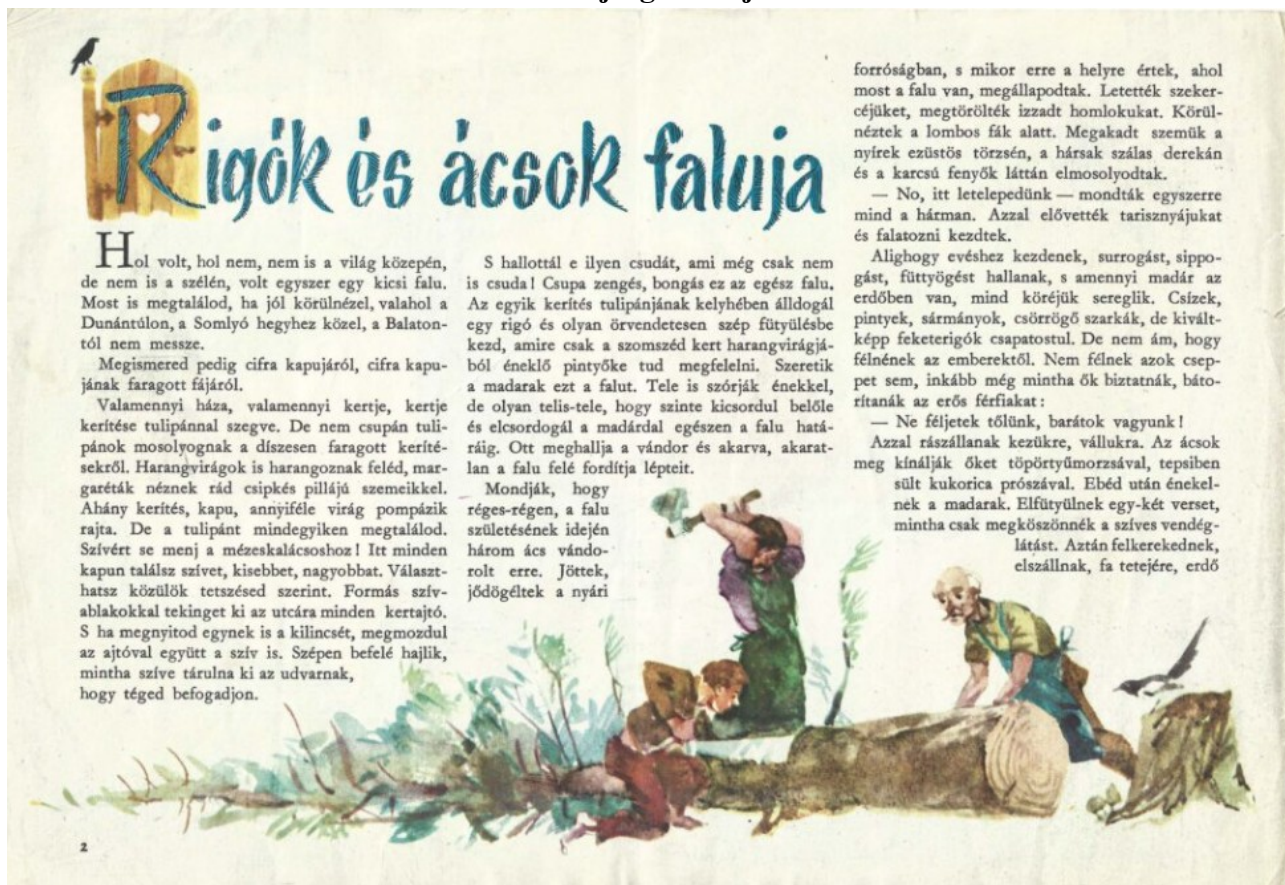 Rigók és ácsok faluja
Hol volt, hol nem, nem is a világ közepén,
de nem is a szélén, volt egyszer egy kicsi falu.
Most is megtalálod, ha jól körülnézel, valahol a
Dunántúlon, a Somlyó hegyhez közel, a Balaton-
tól nem messze.
Megismered pedig cifra kapujáról, cifra kapu-
jának faragott fájáról.
Valamennyi háza, valamennyi kertje, kertje
kerítése tulipánnal szegve. De nem csupán tuli-
pánok mosolyognak a díszesen faragott keríté-
sekről. Harangvirágok is harangoznak feléd, mar-
garéták néznek rád csipkés pillájú szemeikkel.
Ahány kerítés, kapu, annyiféle virág pompázik
rajta. De a tulipánt mindegyiken megtalálod.
Szívért se menj a mézeskalácsoshoz! Itt minden
kapun találsz szívet, kisebbet, nagyobbat. Választ-
hatsz közülök tetszésed szerint. Formás szív-
ablakokkal tekinget ki az utcára minden kertajtó.
S ha megnyitod egynek is a kilincsét, megmozdul
az ajtóval együtt a szív is. Szépen befelé hajlik,
mintha szíve tárulna ki az udvarnak,
hogy téged befogadjon.
S hallottál e ilyen csudát, ami még csak nem
is csuda! Csupa zengés, bongás ez az egész falu.
Az egyik kerítés tulipánjának kelyhében álldogál
egy rigó és olyan örvendetesen szép fütyülésbe
kezd, amire csak a szomszéd kert harangvirágjá-
ból éneklő pintyőke tud megfelelni. Szeretik
a madarak ezt a falut. Tele is szórják énekkel,
de olyan telis-tele, hogy szinte kicsordul belőle
és elcsordogál a madárdal egészen a falu hatá-
ráig. Ott meghallja a vándor és akarva, akarat-
lan a falu felé fordítja lépteit.
Mondják, hogy
réges-régen, a falu
születésének idején
három ács vándo-
rolt erre. Jöttek,
jődögéltek a nyári
forróságban, s mikor erre a helyre értek, ahol
most a falu van, megállapodtak. Letették szeker-
céjüket, megtörölték izzadt homlokukat. Körül-
néztek a lombos fák alatt. Megakadt szemük a
nyírek ezüstös törzsén, a hársak szálas derekán
és a karcsú fenyők láttán elmosolyodtak.
— No, itt letelepedünk — mondták egyszerre
mind a hárman. Azzal elővették tarisznyájukat
és falatozni kezdtek.
Alighogy evéshez kezdenek, surrogást, sippo-
gást, füttyögést hallanak, s amennyi madár az
erdőben van, mind köréjük sereglik. Csízek,
pintyek, sármányok, csörrögő szarkák, de kivált-
képp feketerigók csapatostul. De nem ám, hogy
félnének az emberektől. Nem félnek azok csep-
pet sem, inkább még mintha ők biztatnák, báto-
rítanák az erős férfiakat:
— Ne féljetek tőlünk, barátok vagyunk!
Azzal rászállanak kezükre, vállukra. Az ácsok
meg kínálják őket töpörtyűmorzsával, tepsiben
sült kukorica prószával. Ebéd után énekel-
nek a madarak. Elfütyülnek egy-két verset,
mintha csak megköszönnék a szíves vendég-
látást. Aztán felkerekednek,
elszállnak, fa tetejére, erdő
2